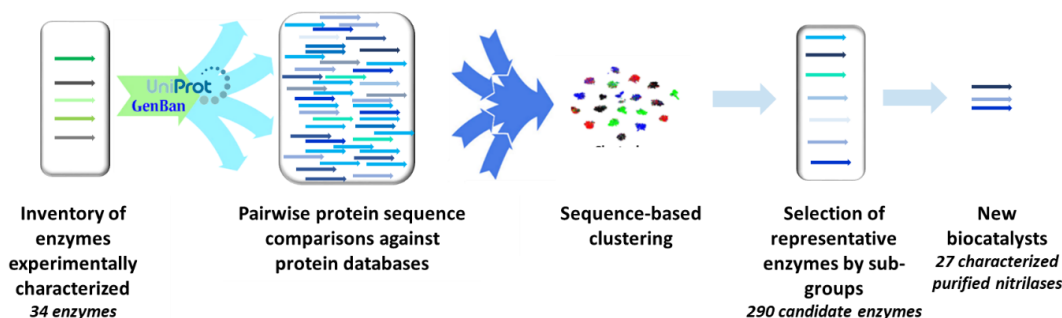 UniProt
GenBan
Inventory of
enzymes
experimentally
characterized
34 enzymes
Pairwise protein sequence
comparisons against
protein databases
Sequence-based
clustering
Selection of
representative
enzymes by sub-
groups
290 candidate enzymes
New
biocatalysts
27 characterized
purified nitrilases